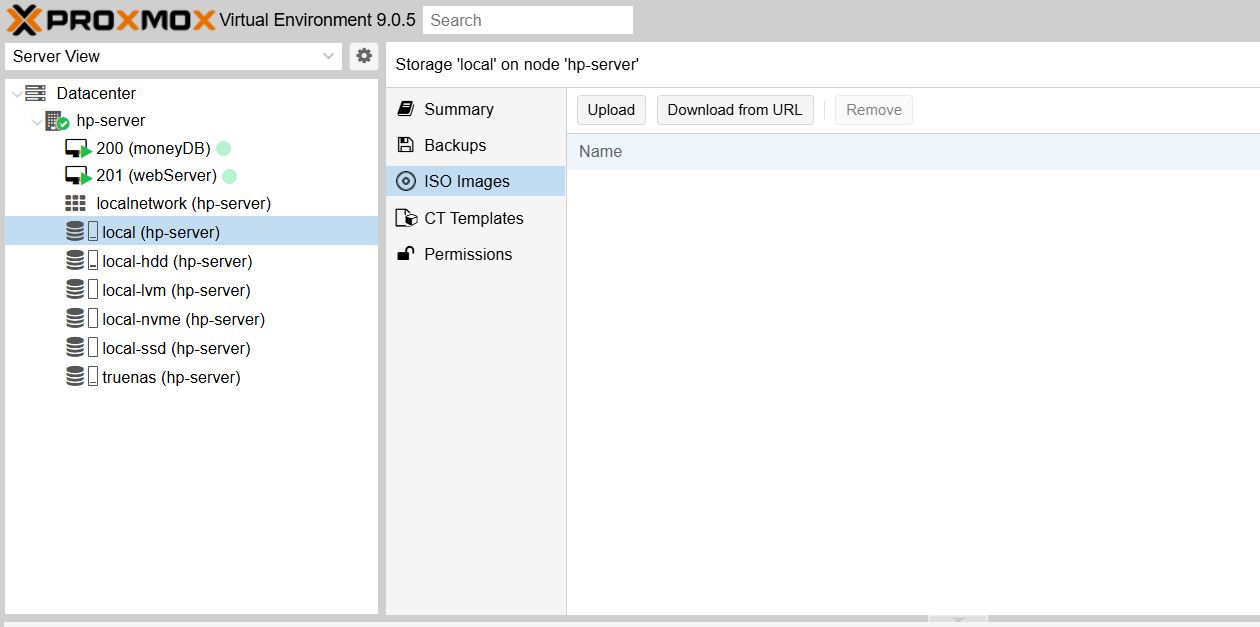 PROXMOX Virtual Environment 9.0.5 Search
Server View
Datacenter
hp-server
200 (moneyDB)
201 (webServer)
localnetwork (hp-server)
local (hp-server)
local-hdd (hp-server)
local-lvm (hp-server)
local-nvme (hp-server)
local-ssd (hp-server)
truenas (hp-server)
Storage 'local' on node 'hp-server'
Summary
Backups
ISO Images
CT Templates
Permissions
Upload Download from URL Remove
Name